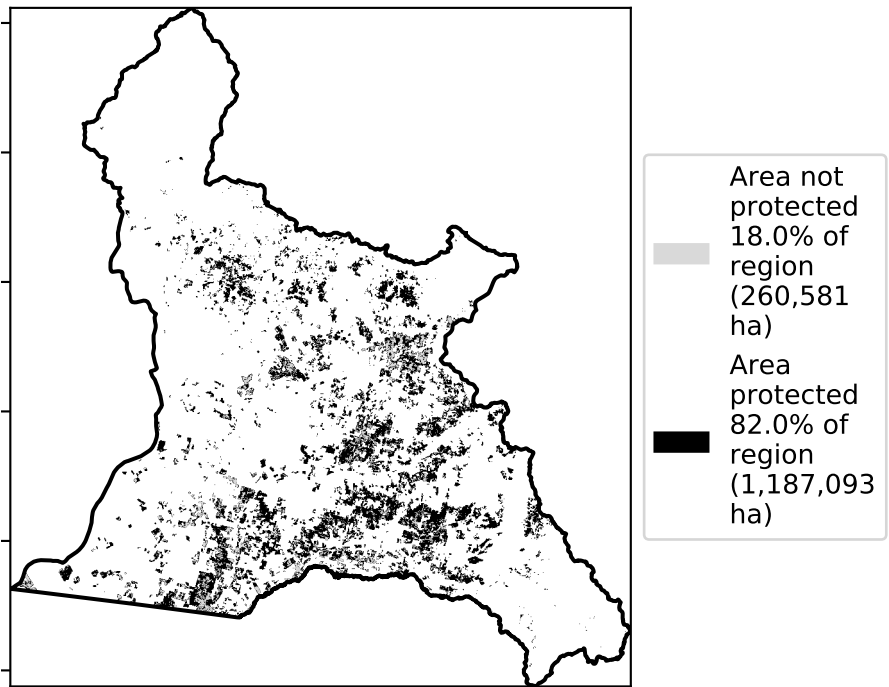 Area not
protected
18.0% of
region
(260,581
ha)
Area
protected
82.0% of
region
(1,187,093
ha)